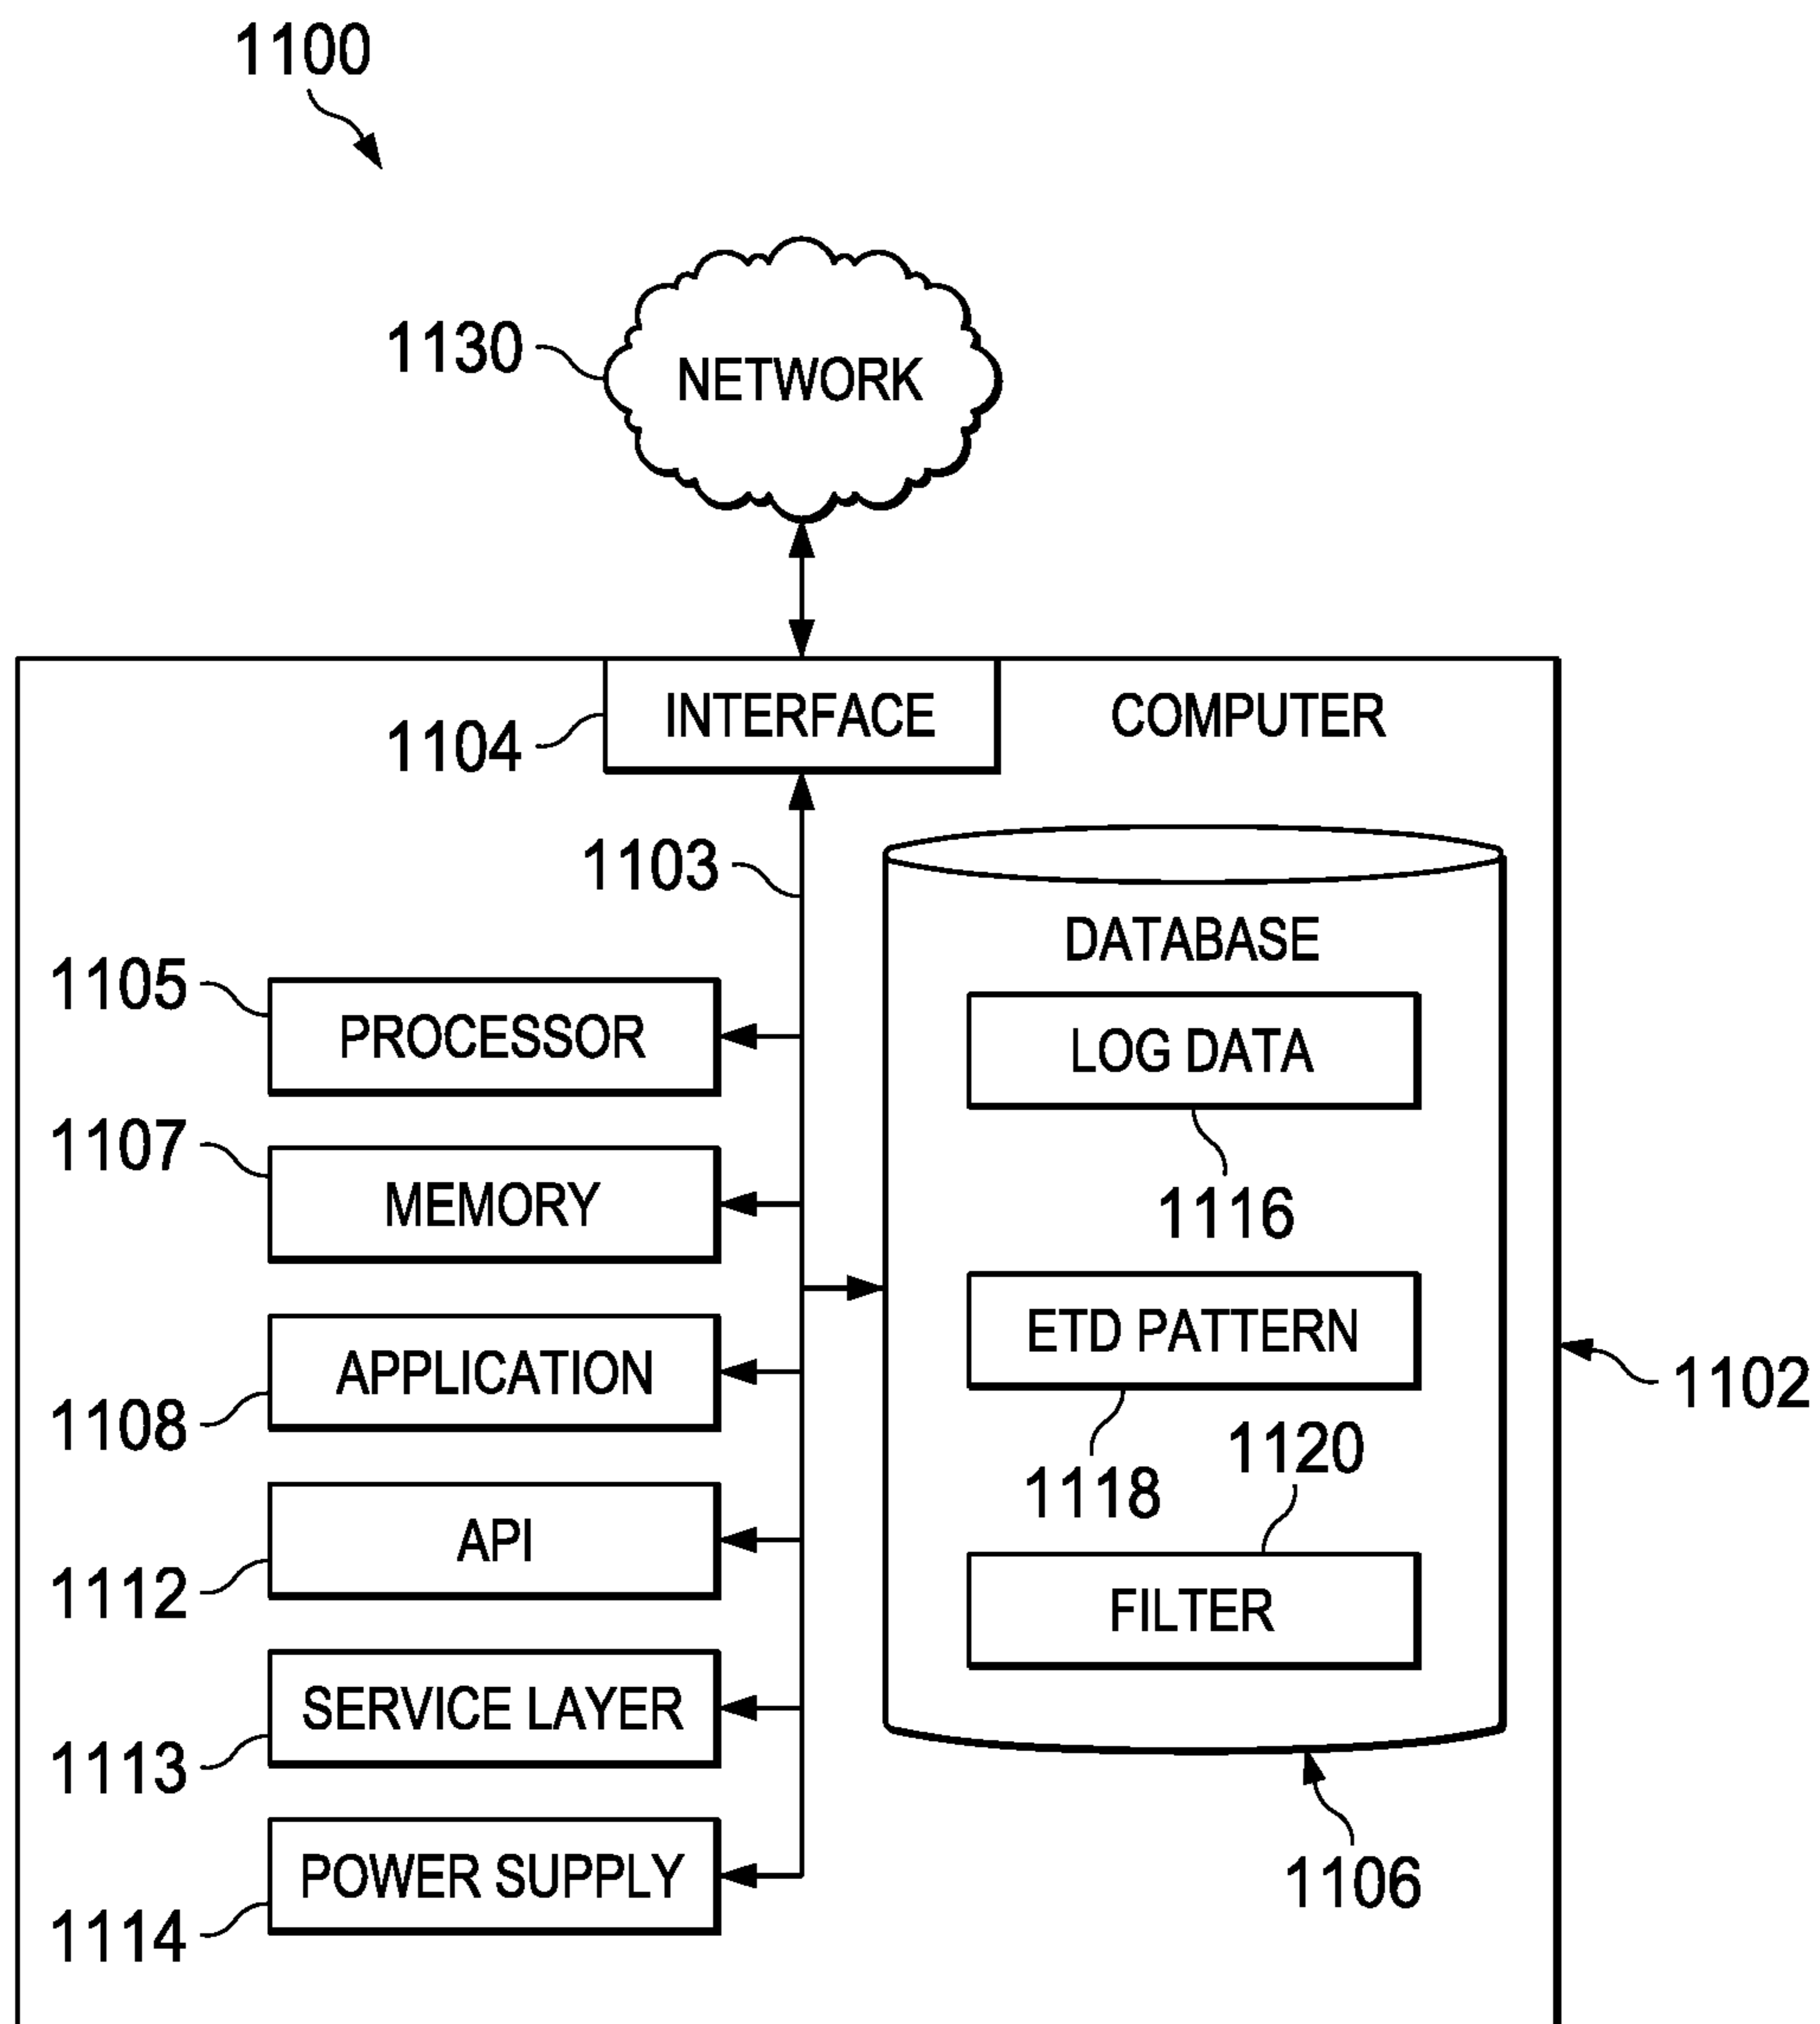 1100
1130
NETWORK
INTERFACE
COMPUTER
1104
1103
DATABASE
1105
PROCESSOR
LOG DATA
1107
MEMORY
1116
ETD PATTERN
APPLICATION
1102
1108
1118
1120
API
1112
FILTER
SERVICE LAYER
1113
POWER SUPPLY
1106
1114